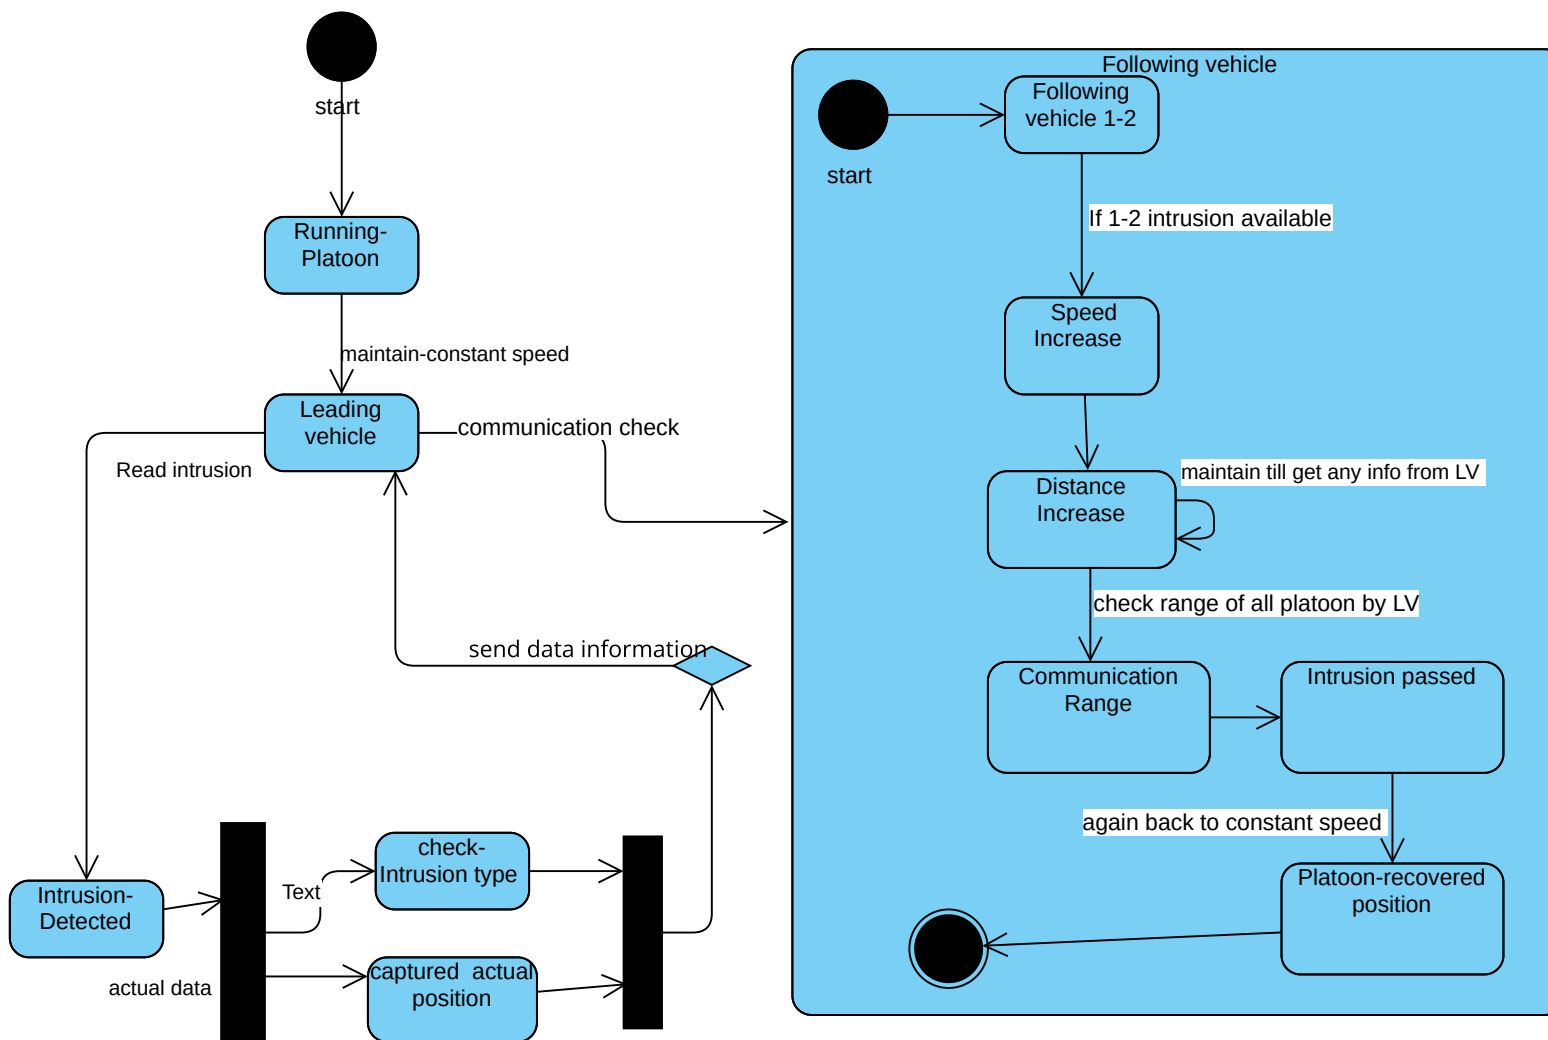 start
Running-
Platoon
maintain-constant speed
Leading
vehicle
communication check
Read intrusion
send data information
Intrusion-
Detected
actual data
Text
check-
Intrusion type
captured  actual
position
Following vehicle
start
Following
vehicle 1-2
If 1-2 intrusion available
Speed
Increase
Distance
Increase
maintain till get any info from LV
check range of all platoon by LV
Communication
Range
Intrusion passed
again back to constant speed
Platoon-recovered
position